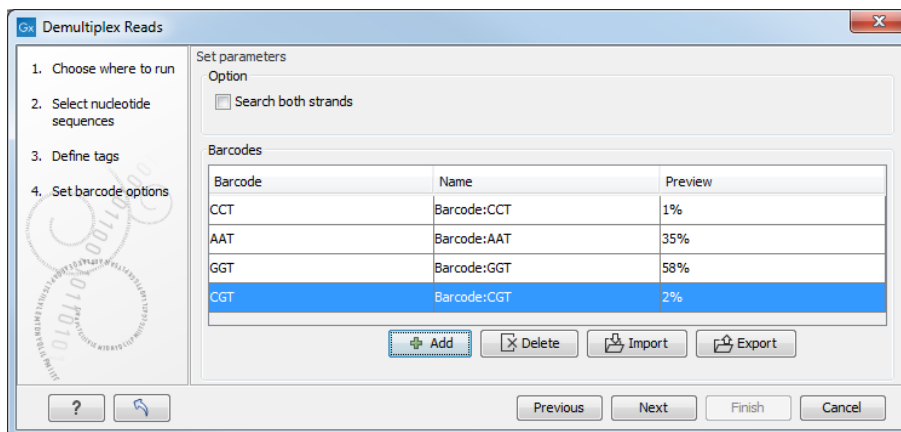 Gx Demultiplex Reads
1. Choose where to run
2. Select nucleotide
sequences
3. Define tags
4. Set barcode options
Set parameters
Option
Search both strands
Barcodes
Barcode Name Preview
CCT Barcode:CCT 1%
AAT Barcode:AAT 35%
GGT Barcode:GGT 58%
CGT Barcode:CGT 2%
Add Delete Import Export
? Previous Next Finish Cancel